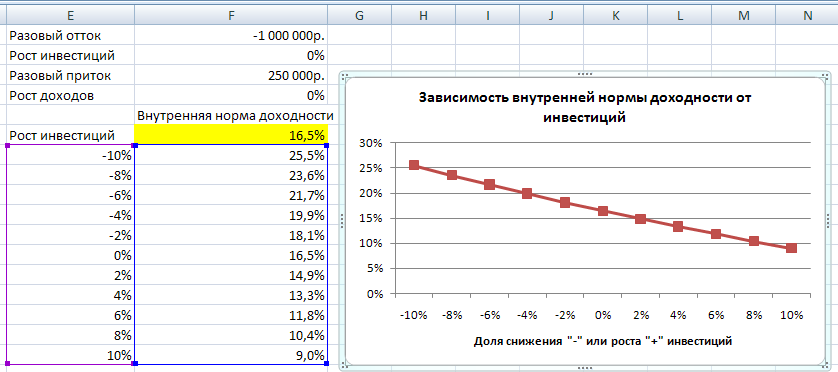 E F G H I J K L M N
Разовый отток -1 000 000р.
Рост инвестиций 0%
Разовый приток 250 000р.
Рост доходов 0%
Внутренняя норма доходности
Рост инвестиций 16,5%
-10% 25,5%
-8% 23,6%
-6% 21,7%
-4% 19,9%
-2% 18,1%
0% 16,5%
2% 14,9%
4% 13,3%
6% 11,8%
8% 10,4%
10% 9,0%
Зависимость внутренней нормы доходности от
инвестиций
30%
25%
20%
15%
10%
5%
0%
-10% -8% -6% -4% -2% 0% 2% 4% 6% 8% 10%
Доля снижения "-" или роста "+" инвестиций